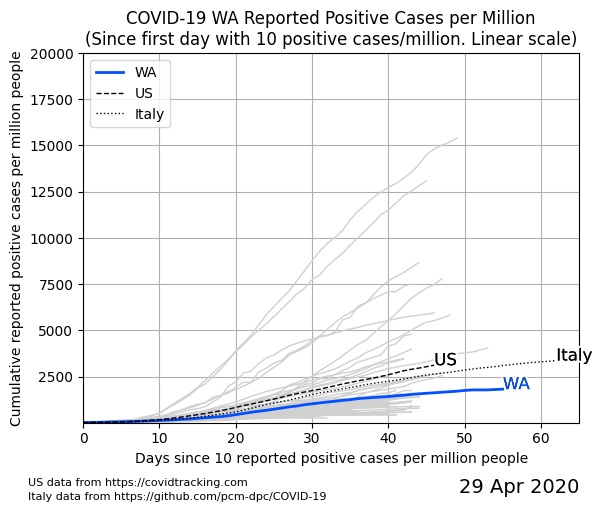 COVID-19 WA Reported Positive Cases per Million
(Since first day with 10 positive cases/million. Linear scale)
Cumulative reported positive cases per million people
20000
17500
15000
12500
10000
7500
5000
2500
WA
US
Italy
US
Italy
WA
0 10 20 30 40 50 60
Days since 10 reported positive cases per million people
US data from https://covidtracking.com
Italy data from https://github.com/pcm-dpc/COVID-19
29 Apr 2020